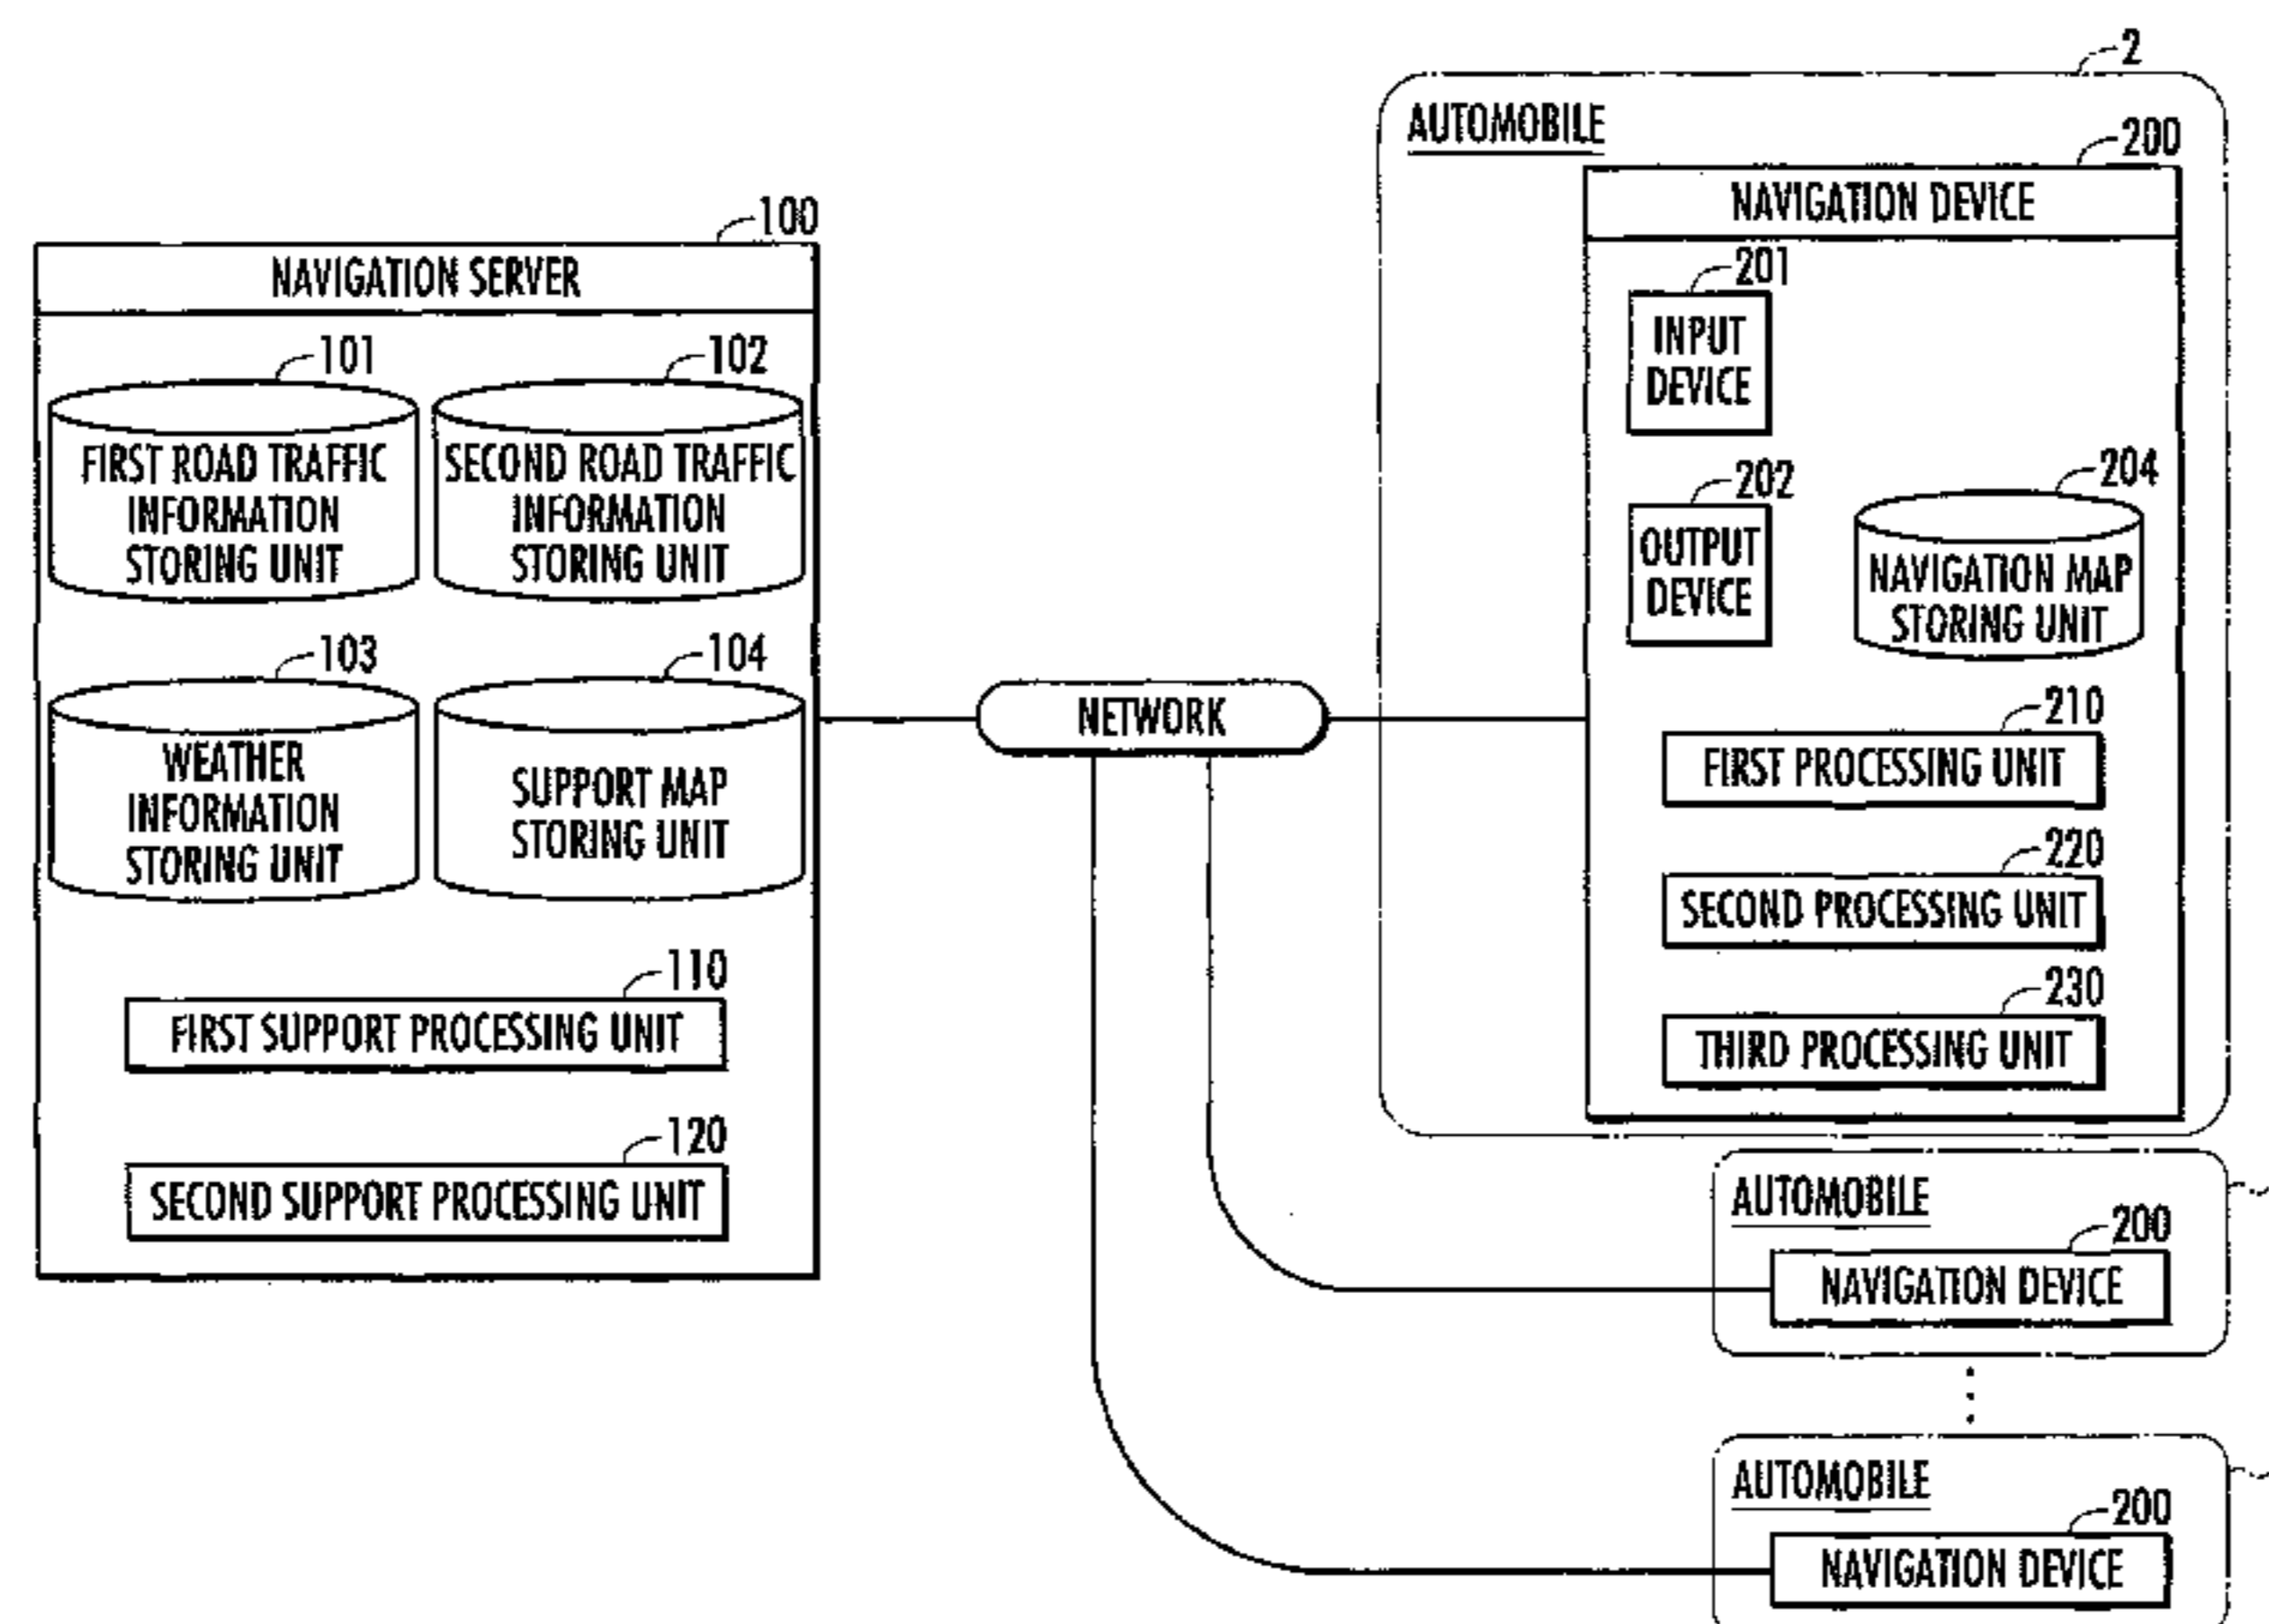 100
NAVIGATION SERVER
101
FIRST ROAD TRAFFIC
INFORMATION
STORING UNIT
102
SECOND ROAD TRAFFIC
INFORMATION
STORING UNIT
103
WEATHER
INFORMATION
STORING UNIT
104
SUPPORT MAP
STORING UNIT
110
FIRST SUPPORT PROCESSING UNIT
120
SECOND SUPPORT PROCESSING UNIT
NETWORK
2
AUTOMOBILE
200
NAVIGATION DEVICE
201
INPUT
DEVICE
202
OUTPUT
DEVICE
204
NAVIGATION MAP
STORING UNIT
210
FIRST PROCESSING UNIT
220
SECOND PROCESSING UNIT
230
THIRD PROCESSING UNIT
AUTOMOBILE
200
NAVIGATION DEVICE
AUTOMOBILE
200
NAVIGATION DEVICE